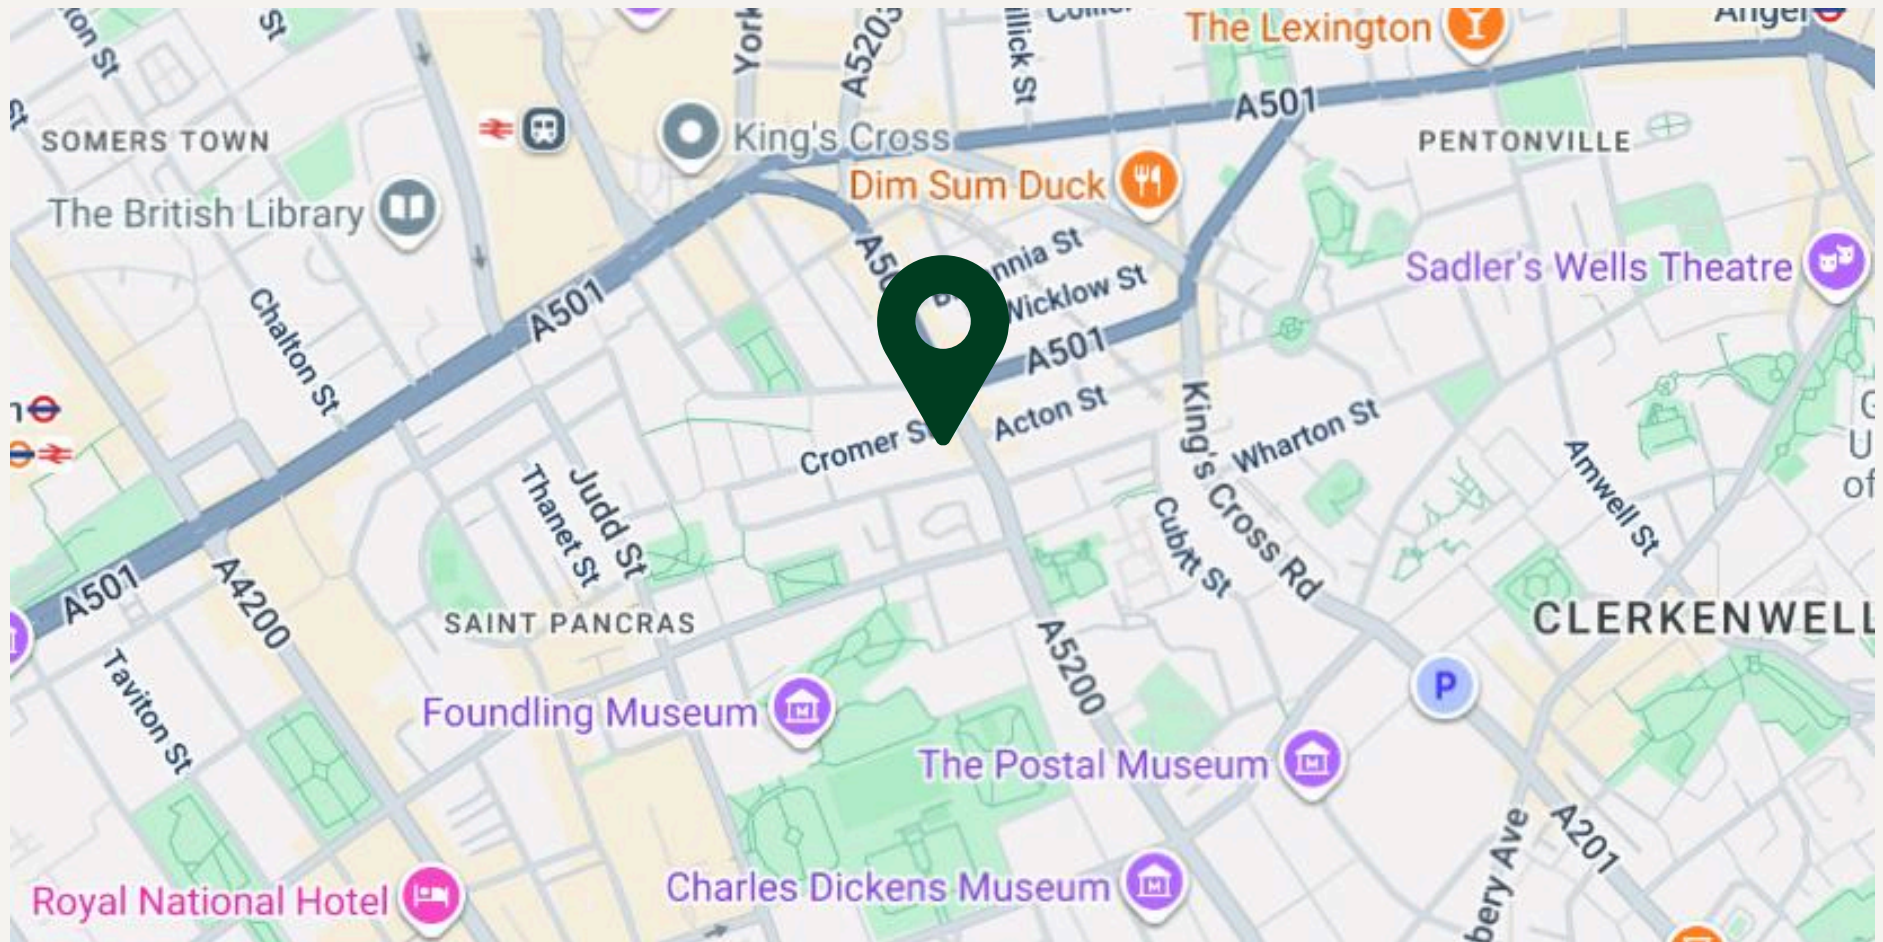 St
York
A5203
Angel
The Lexington
A501
SOMERS TOWN
King's Cross
PENTONVILLE
Dim Sum Duck
The British Library
Wicklow St
Sadler's Wells Theatre
Chalton St
A501
A501
Acton St
Cromer St
King's Cross Rd
Wharton St
Thanet St
Judd St
Cubitt St
Amwell St
A501
A4200
SAINT PANCRAS
CLERKENWELL
A5200
Taviton St
Foundling Museum
P
The Postal Museum
A201
Charles Dickens Museum
Royal National Hotel